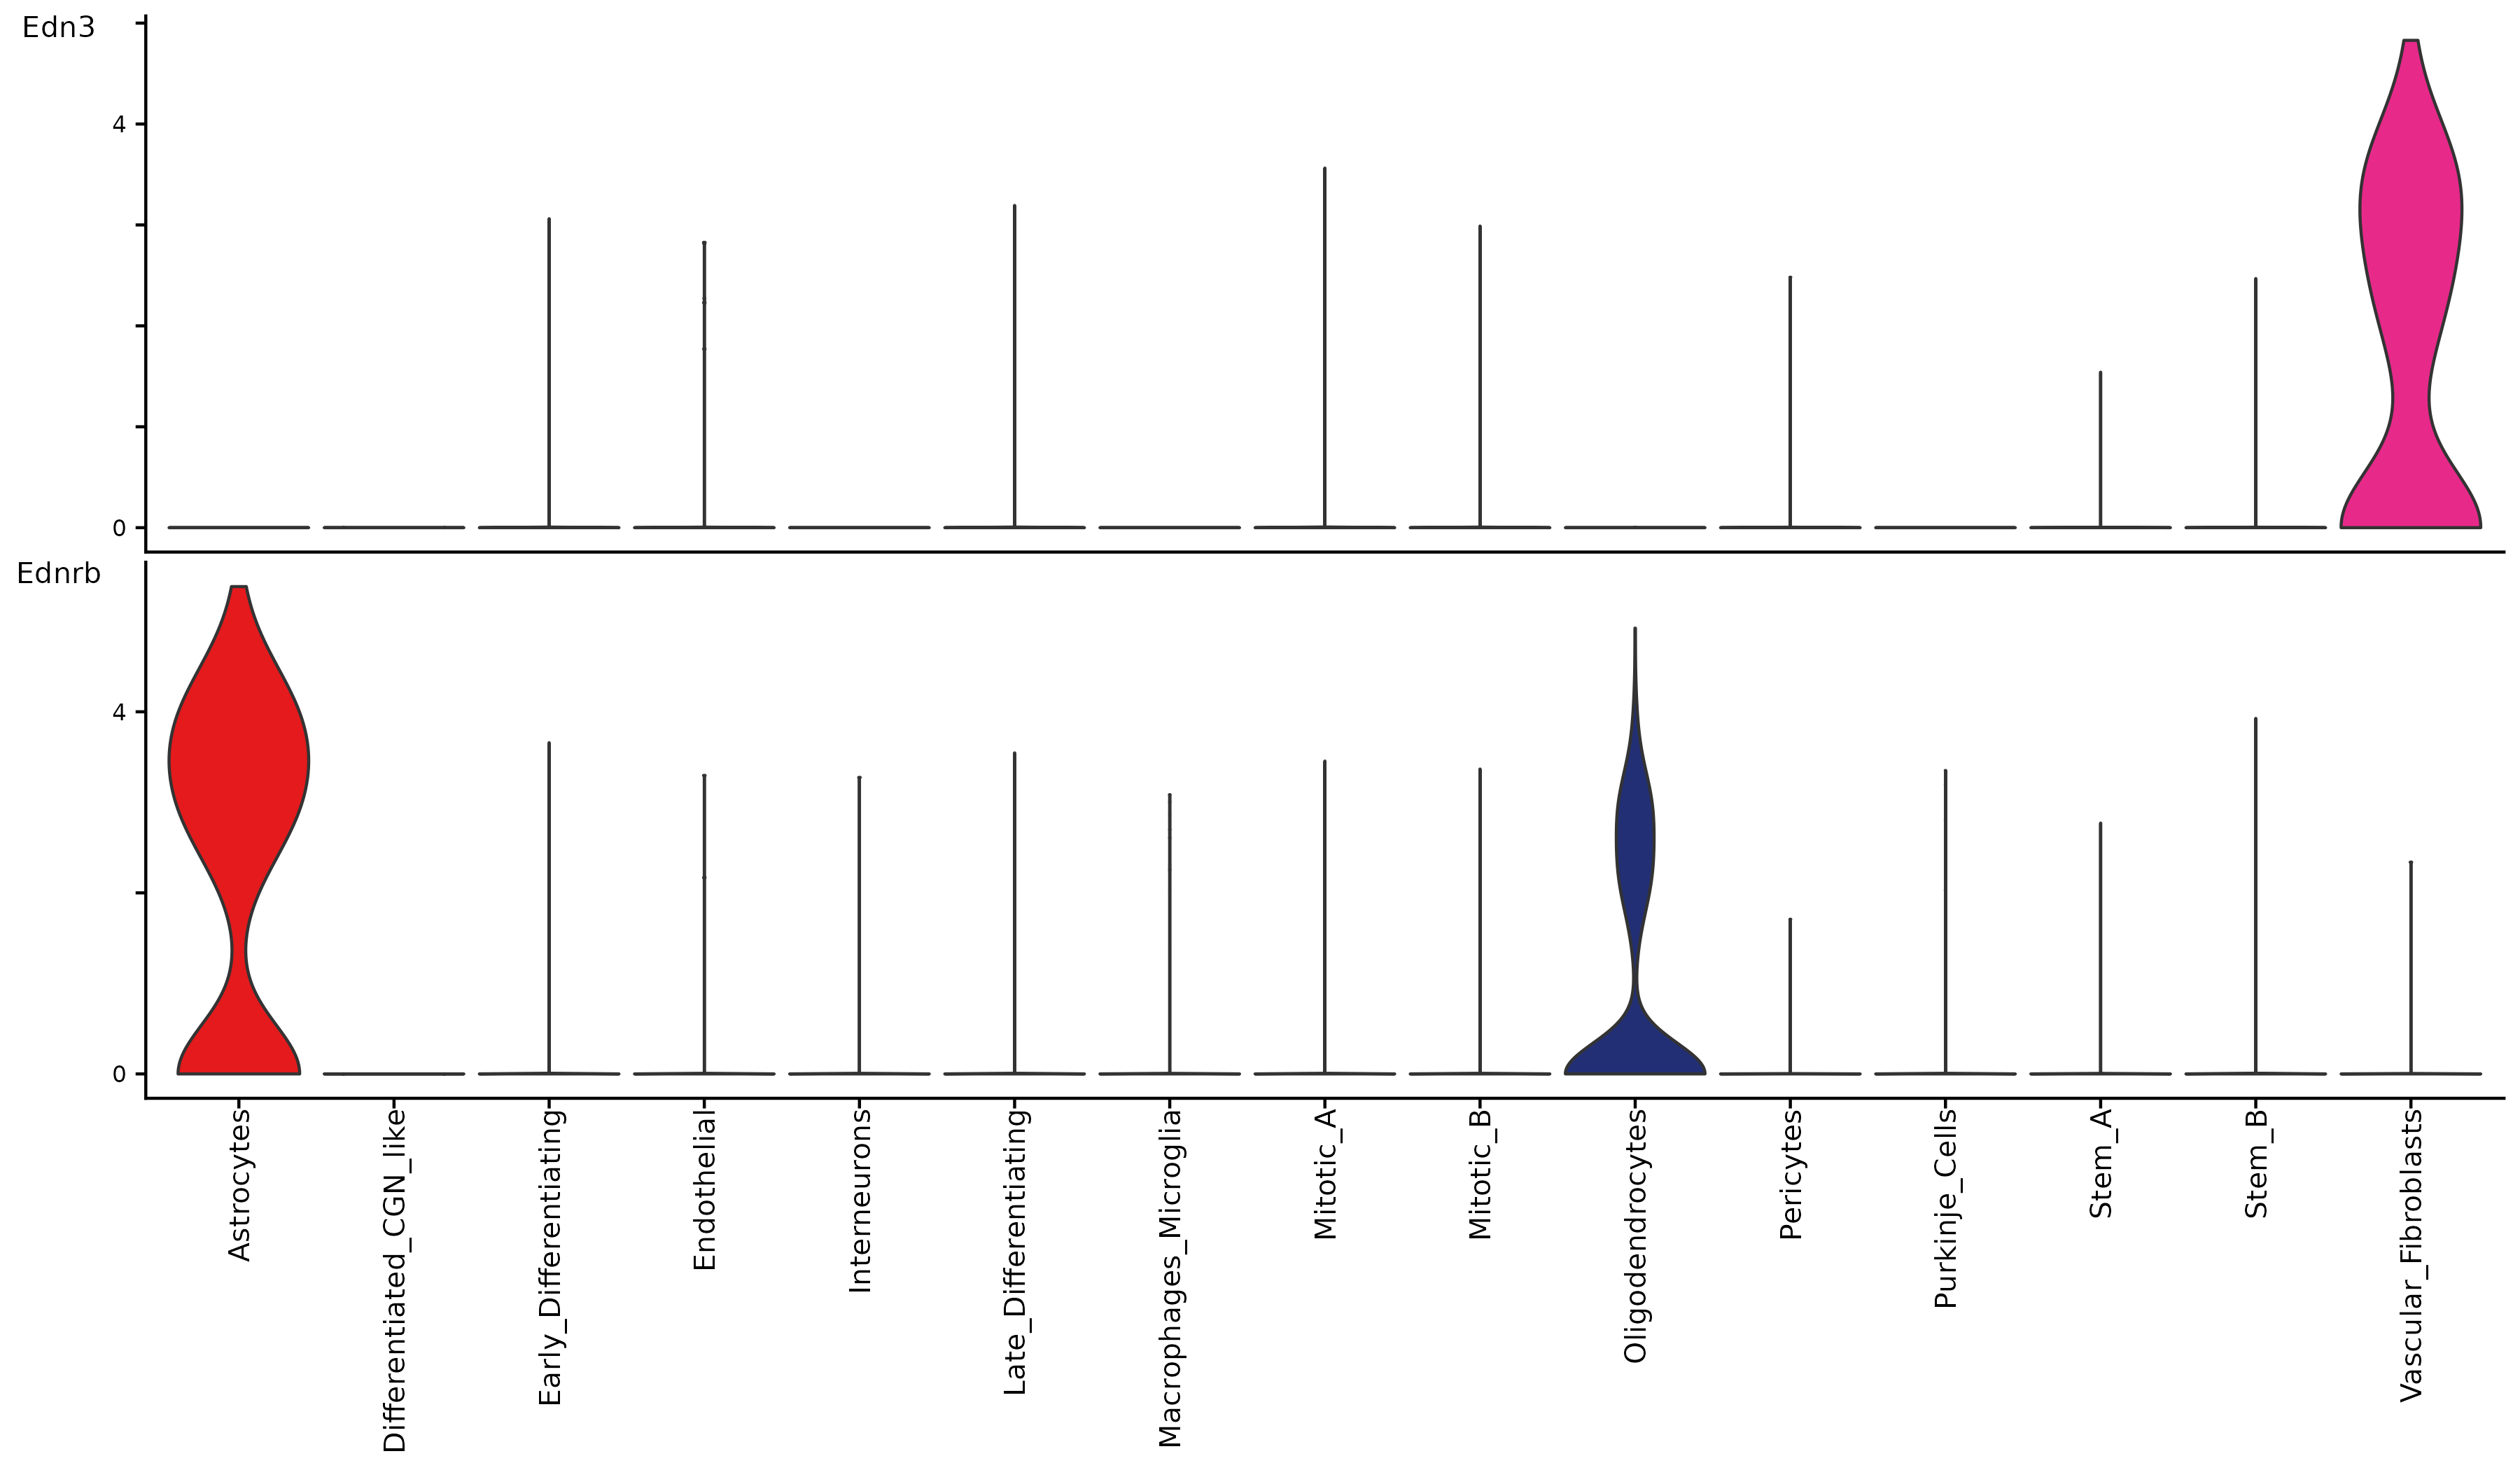 Edn3
4
0
Ednrb
4
0
Astrocytes
Differentiated_CGN_like
Early_Differentiating
Endothelial
Interneurons
Late_Differentiating
Macrophages_Microglia
Mitotic_A
Mitotic_B
Oligodendrocytes
Pericytes
Purkinje_Cells
Stem_A
Stem_B
Vascular_Fibroblasts